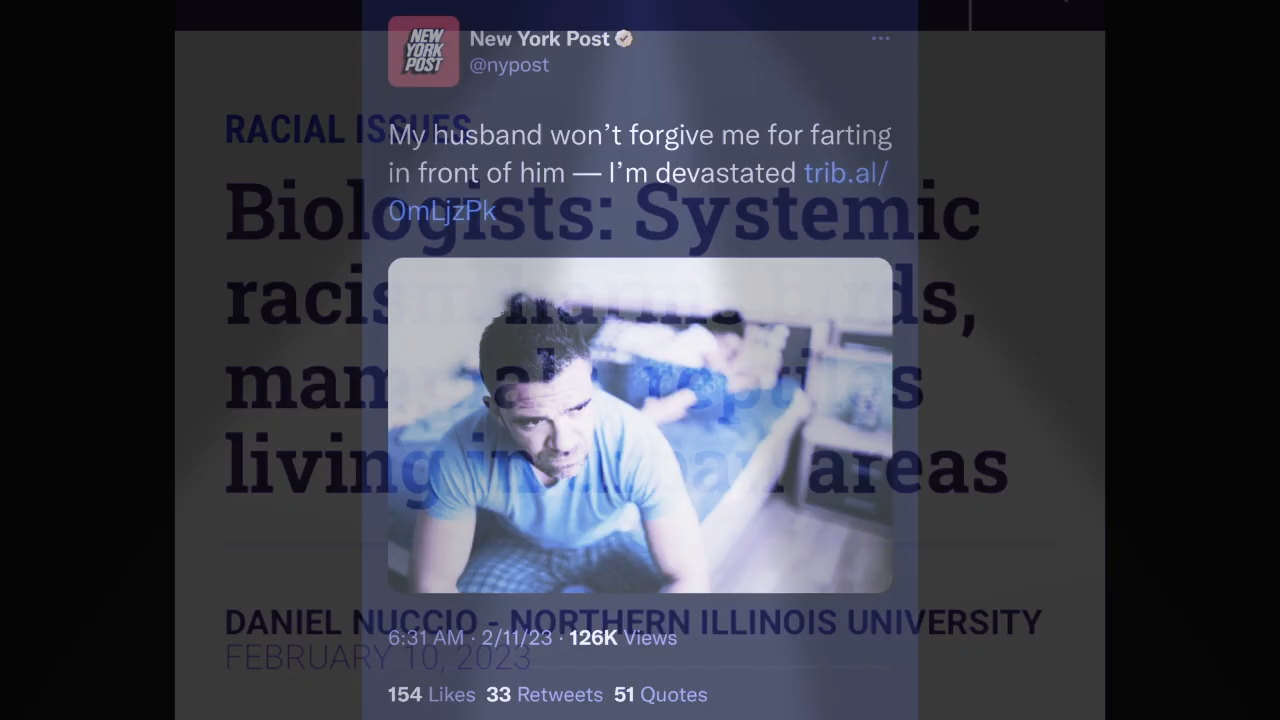 NEW
YORK
POST
New York Post
@nypost
My husband won’t forgive me for farting
in front of him — I’m devastated trib.al/
0mLjzPk
6:31 AM · 2/11/23 · 126K Views
154 Likes 33 Retweets 51 Quotes
RACIAL ISSUES
Biologists: Systemic
racism harms birds,
mammals, reptiles
living in urban areas
DANIEL NUCCIO - NORTHERN ILLINOIS UNIVERSITY
FEBRUARY 10, 2023